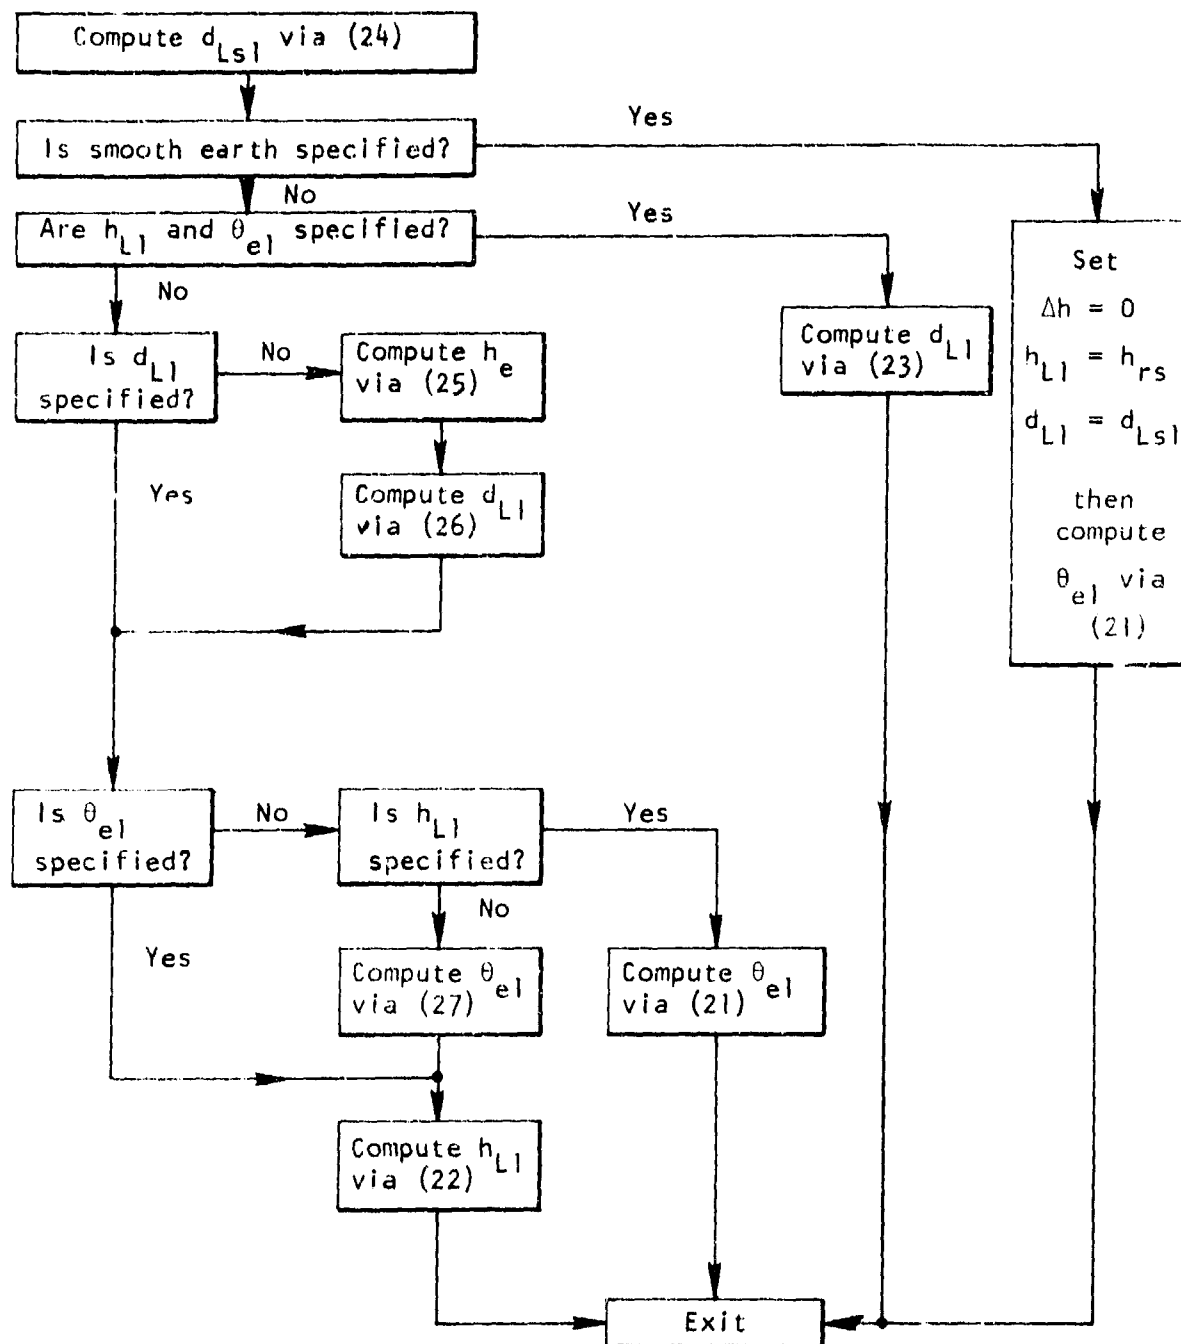 Compute d_Ls1 via (24)
Yes
Is smooth earth specified?
No
Are h_L1 and θ_e1 specified?
Yes
No
Is d_L1
specified?
No
Compute h_e
via (25)
Compute d_L1
via (23)
Set
Δh = 0
h_L1 = h_rs
d_L1 = d_Ls1
then
compute
θ_e1 via
(21)
Yes
Compute d_L1
via (26)
Is θ_e1
specified?
No
Is h_L1
specified?
Yes
No
Yes
Compute θ_e1
via (27)
Compute θ_e1
via (21)
Compute h_L1
via (22)
Exit